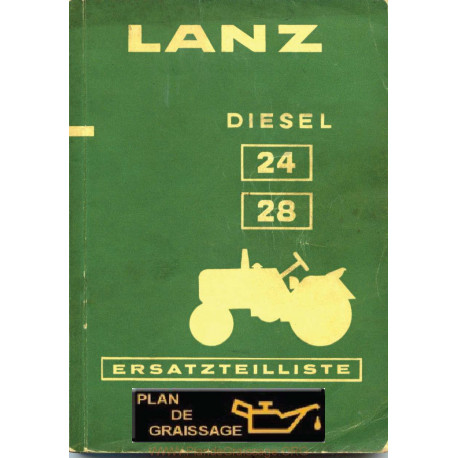 LANZ
DIESEL
24
28
ERSATZTEILLISTE
PLAN
DE
GRAISSAGE